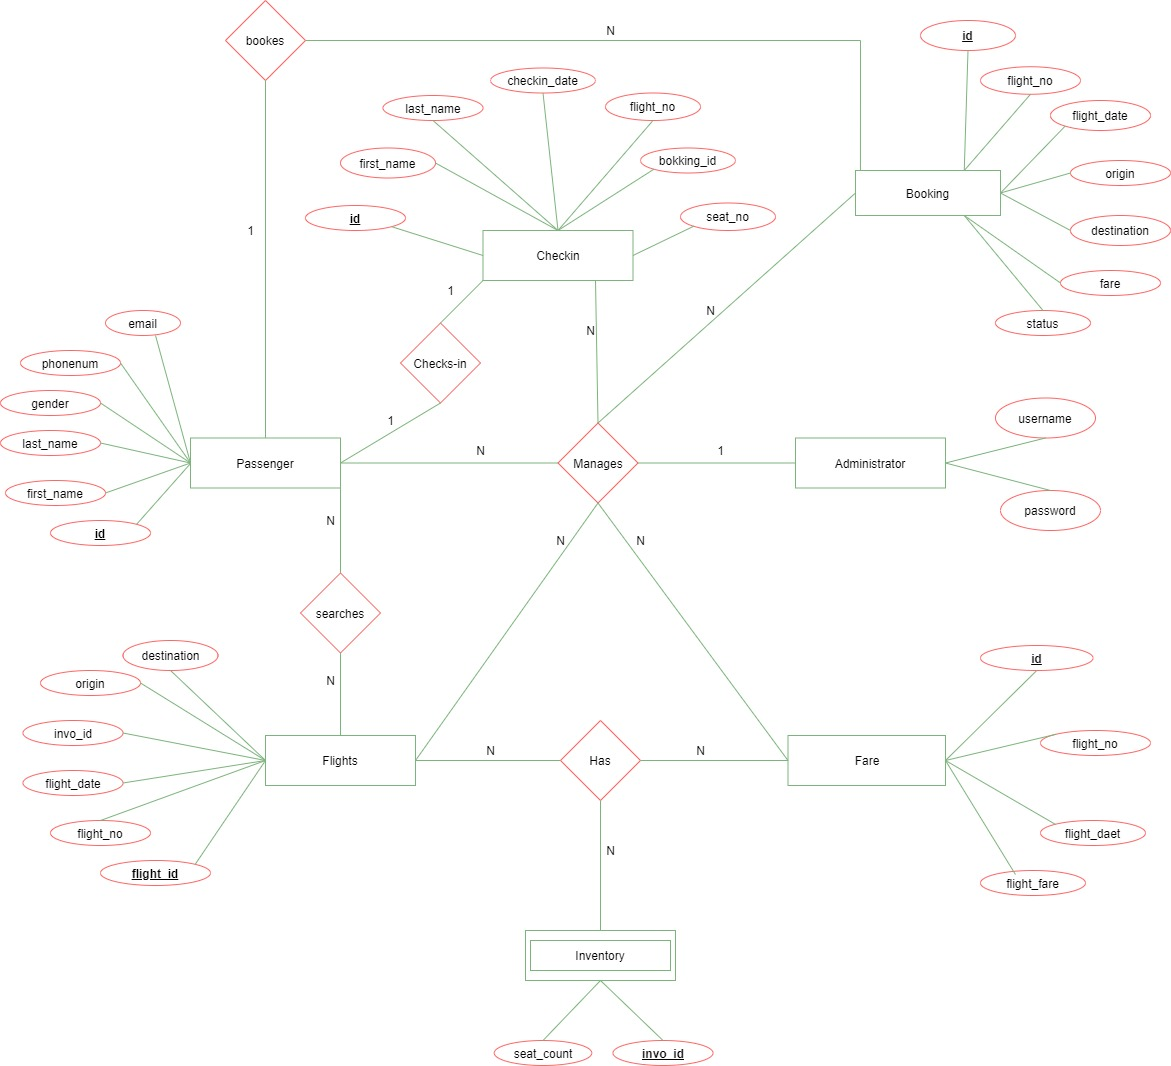 bookes
N
id
checkin_date
flight_no
last_name
flight_no
flight_date
first_name
bokking_id
origin
Booking
id
seat_no
1
destination
Checkin
fare
1
N
N
email
status
Checks-in
phonenum
gender
1
username
last_name
N
1
Passenger
Manages
Administrator
first_name
password
N
id
N
N
searches
destination
id
N
origin
invo_id
flight_no
N
N
Flights
Has
Fare
flight_date
flight_no
flight_daet
N
flight_id
flight_fare
Inventory
seat_count
invo_id